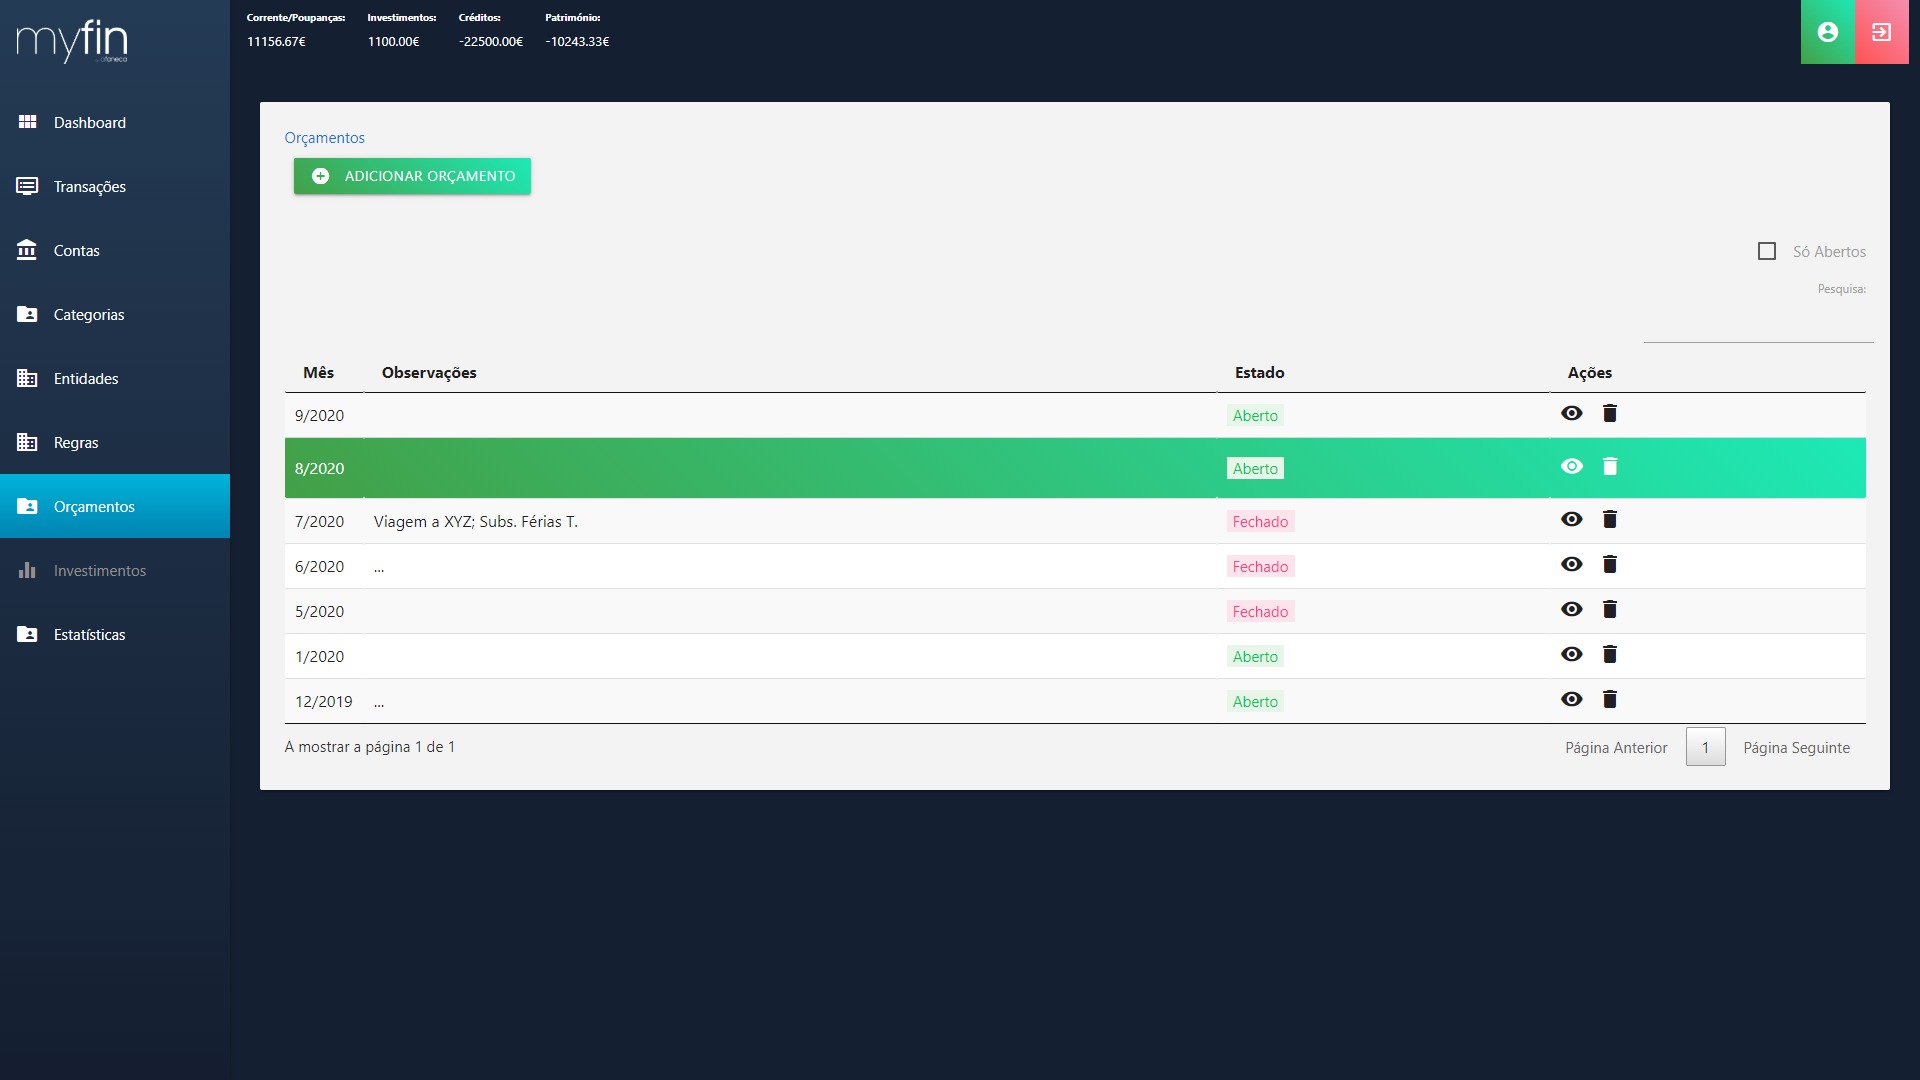 myfin
Corrente/Poupanças: Investimentos: Créditos: Património:
11156.67€ 1100.00€ -22500.00€ -10243.33€
Dashboard
Transações
Contas
Categorias
Entidades
Regras
Orçamentos
Investimentos
Estatísticas
Orçamentos
ADICIONAR ORÇAMENTO
Só Abertos
Pesquisa:
Mês Observações Estado Ações
9/2020 Aberto
8/2020 Aberto
7/2020 Viagem a XYZ; Subs. Férias T. Fechado
6/2020 ... Fechado
5/2020 Fechado
1/2020 Aberto
12/2019 ... Aberto
A mostrar a página 1 de 1
Página Anterior 1 Página Seguinte